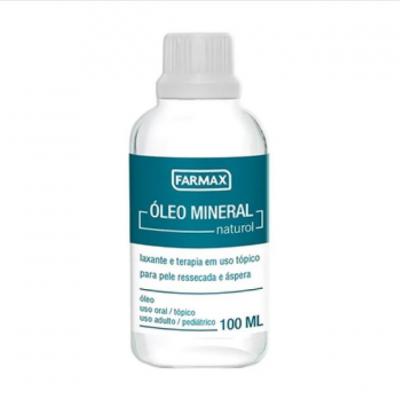 FARMAX
ÓLEO MINERAL
naturol
laxante e terapia em uso tópico
para pele ressecada e áspera
óleo
uso oral / tópico
uso adulto / pediátrico
100 ML